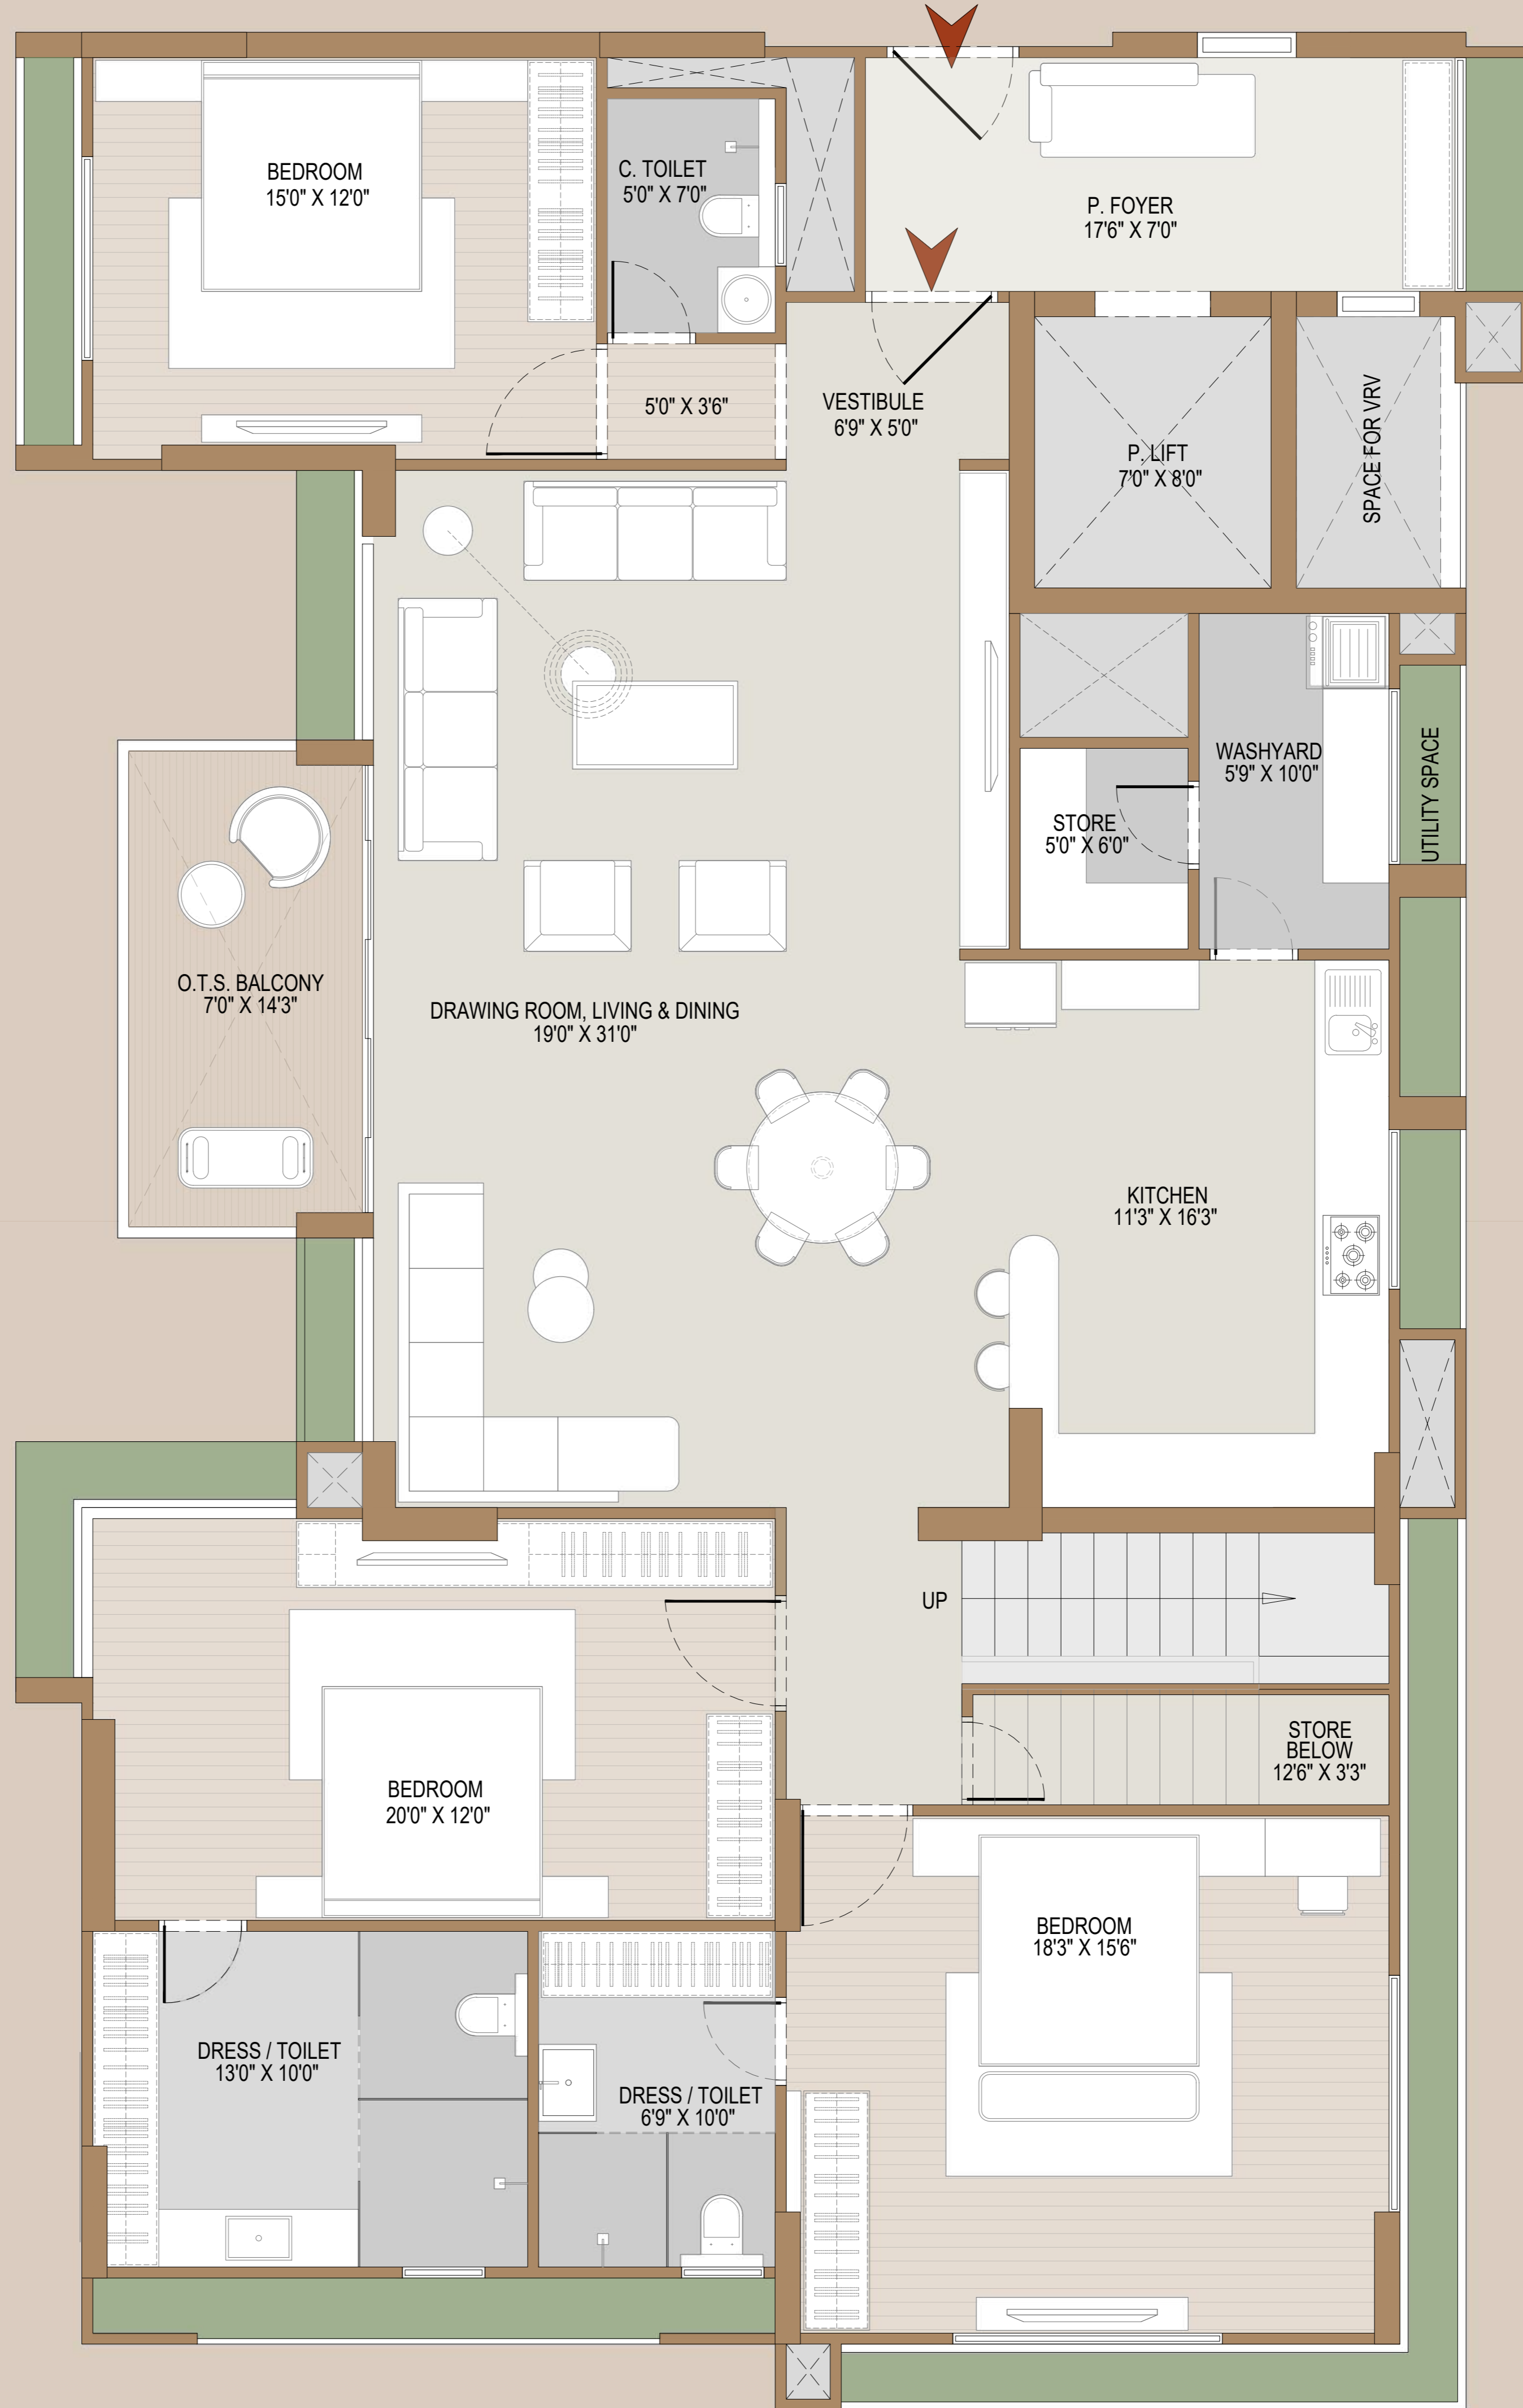 BEDROOM
15'0" X 12'0"
C. TOILET
5'0" X 7'0"
P. FOYER
17'6" X 7'0"
5'0" X 3'6"
VESTIBULE
6'9" X 5'0"
P. LIFT
7'0" X 8'0"
SPACE FOR VRV
WASHYARD
5'9" X 10'0"
UTILITY SPACE
STORE
5'0" X 6'0"
O.T.S. BALCONY
7'0" X 14'3"
DRAWING ROOM, LIVING & DINING
19'0" X 31'0"
KITCHEN
11'3" X 16'3"
UP
STORE
BELOW
12'6" X 3'3"
BEDROOM
20'0" X 12'0"
BEDROOM
18'3" X 15'6"
DRESS / TOILET
13'0" X 10'0"
DRESS / TOILET
6'9" X 10'0"